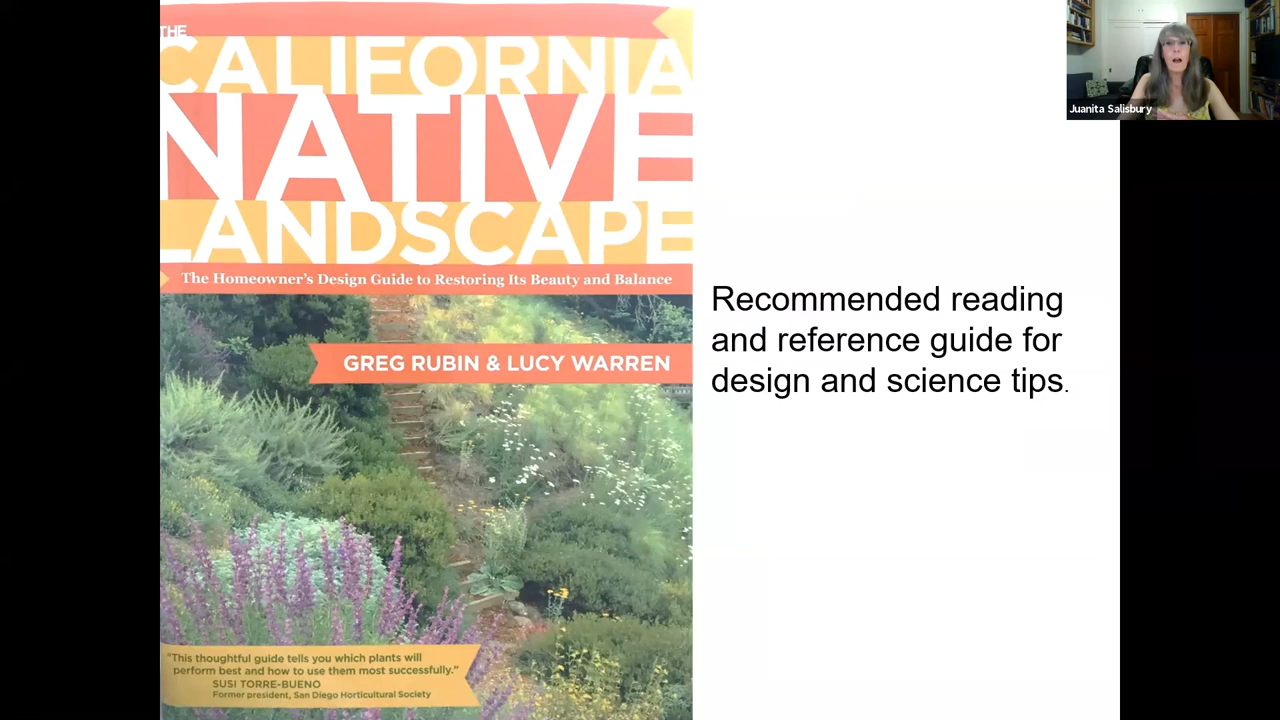 THE
CALIFORNIA
NATIVE
LANDSCAPE
The Homeowner's Design Guide to Restoring Its Beauty and Balance
GREG RUBIN & LUCY WARREN
"This thoughtful guide tells you which plants will
perform best and how to use them most successfully."
SUSI TORRE-BUENO
Former president, San Diego Horticultural Society
Recommended reading
and reference guide for
design and science tips.
Juanita Salisbury